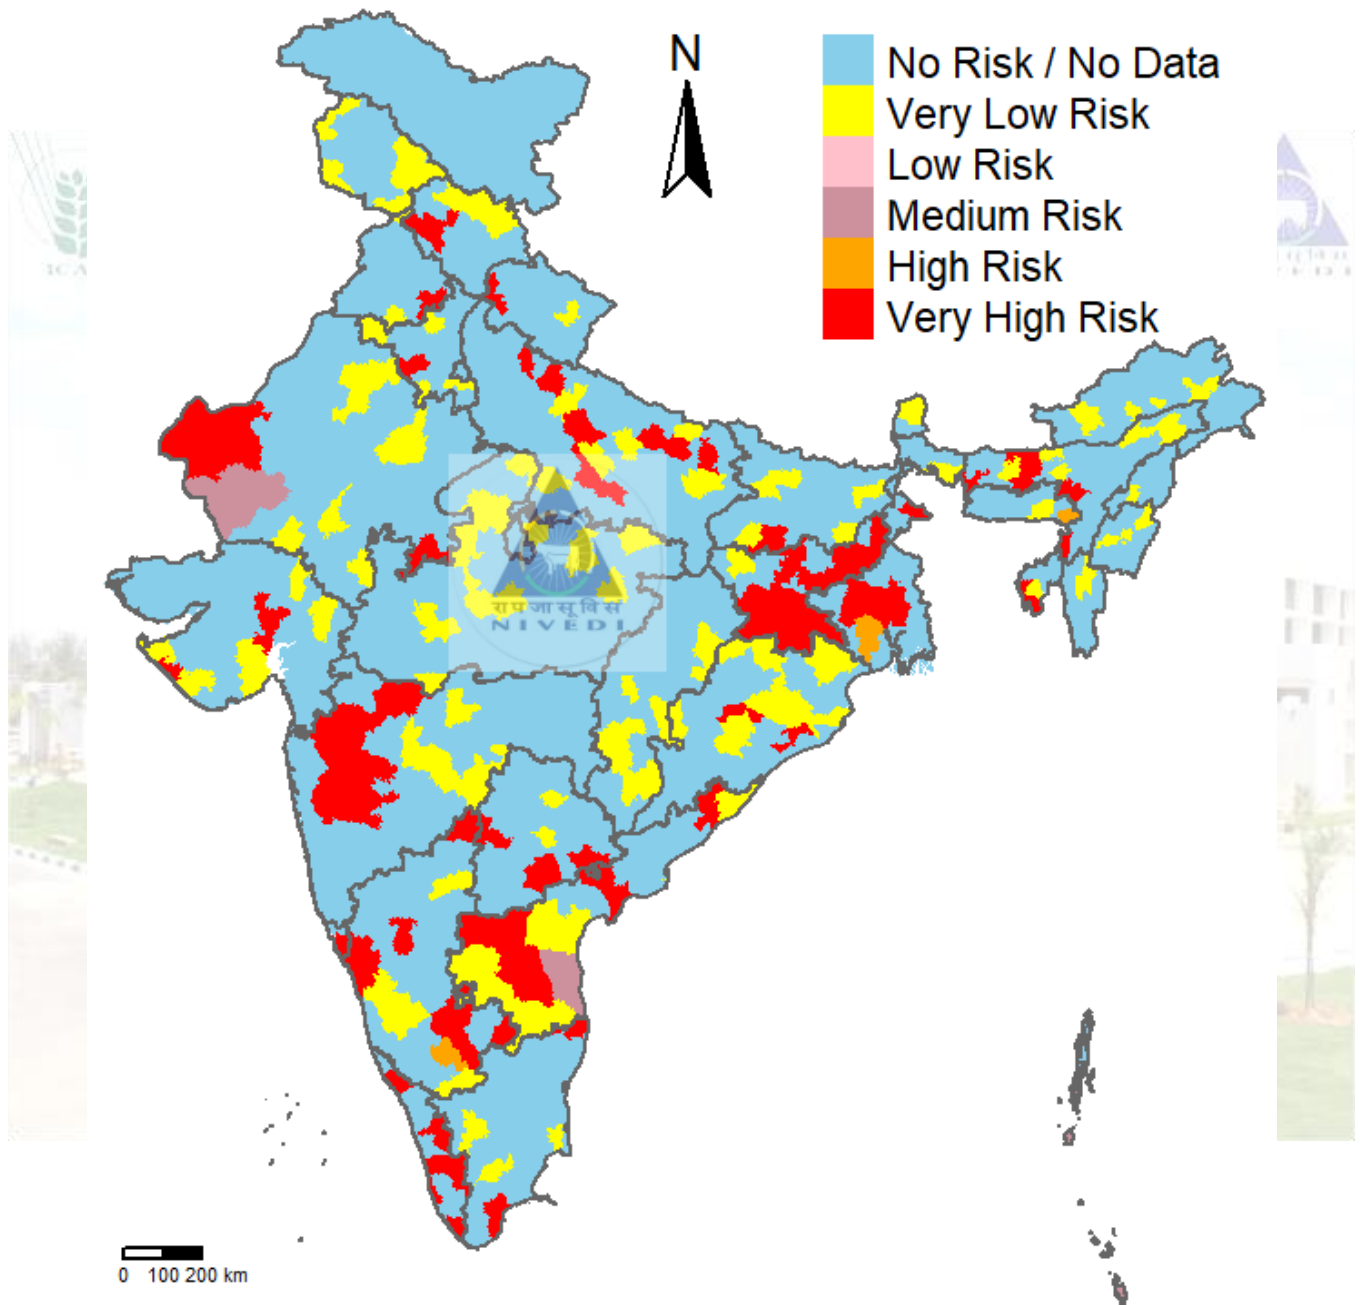 N
No Risk / No Data
Very Low Risk
Low Risk
Medium Risk
High Risk
Very High Risk
रा प जा सू वि सं
NIVEDI
0 100 200 km